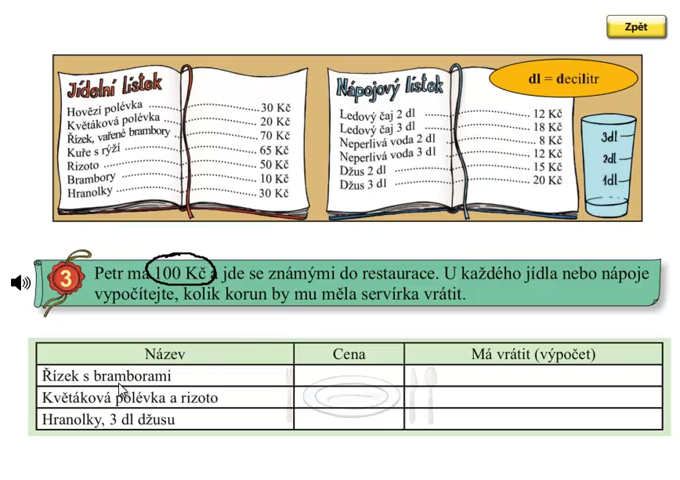 Zpět
Jídelní lístek
Hovězí polévka 30 Kč
Květáková polévka 20 Kč
Řízek, vařené brambory 70 Kč
Kuře s rýží 65 Kč
Rizoto 50 Kč
Brambory 10 Kč
Hranolky 30 Kč
Nápojový lístek
Ledový čaj 2 dl 12 Kč
Ledový čaj 3 dl 18 Kč
Neperlivá voda 2 dl 8 Kč
Neperlivá voda 3 dl 12 Kč
Džus 2 dl 15 Kč
Džus 3 dl 20 Kč
dl = decilitr
3dl
2dl
1dl
3
Petr má 100 Kč a jde se známými do restaurace. U každého jídla nebo nápoje
vypočítejte, kolik korun by mu měla servírka vrátit.
Název Cena Má vrátit (výpočet)
Řízek s bramborami
Květáková polévka a rizoto
Hranolky, 3 dl džusu